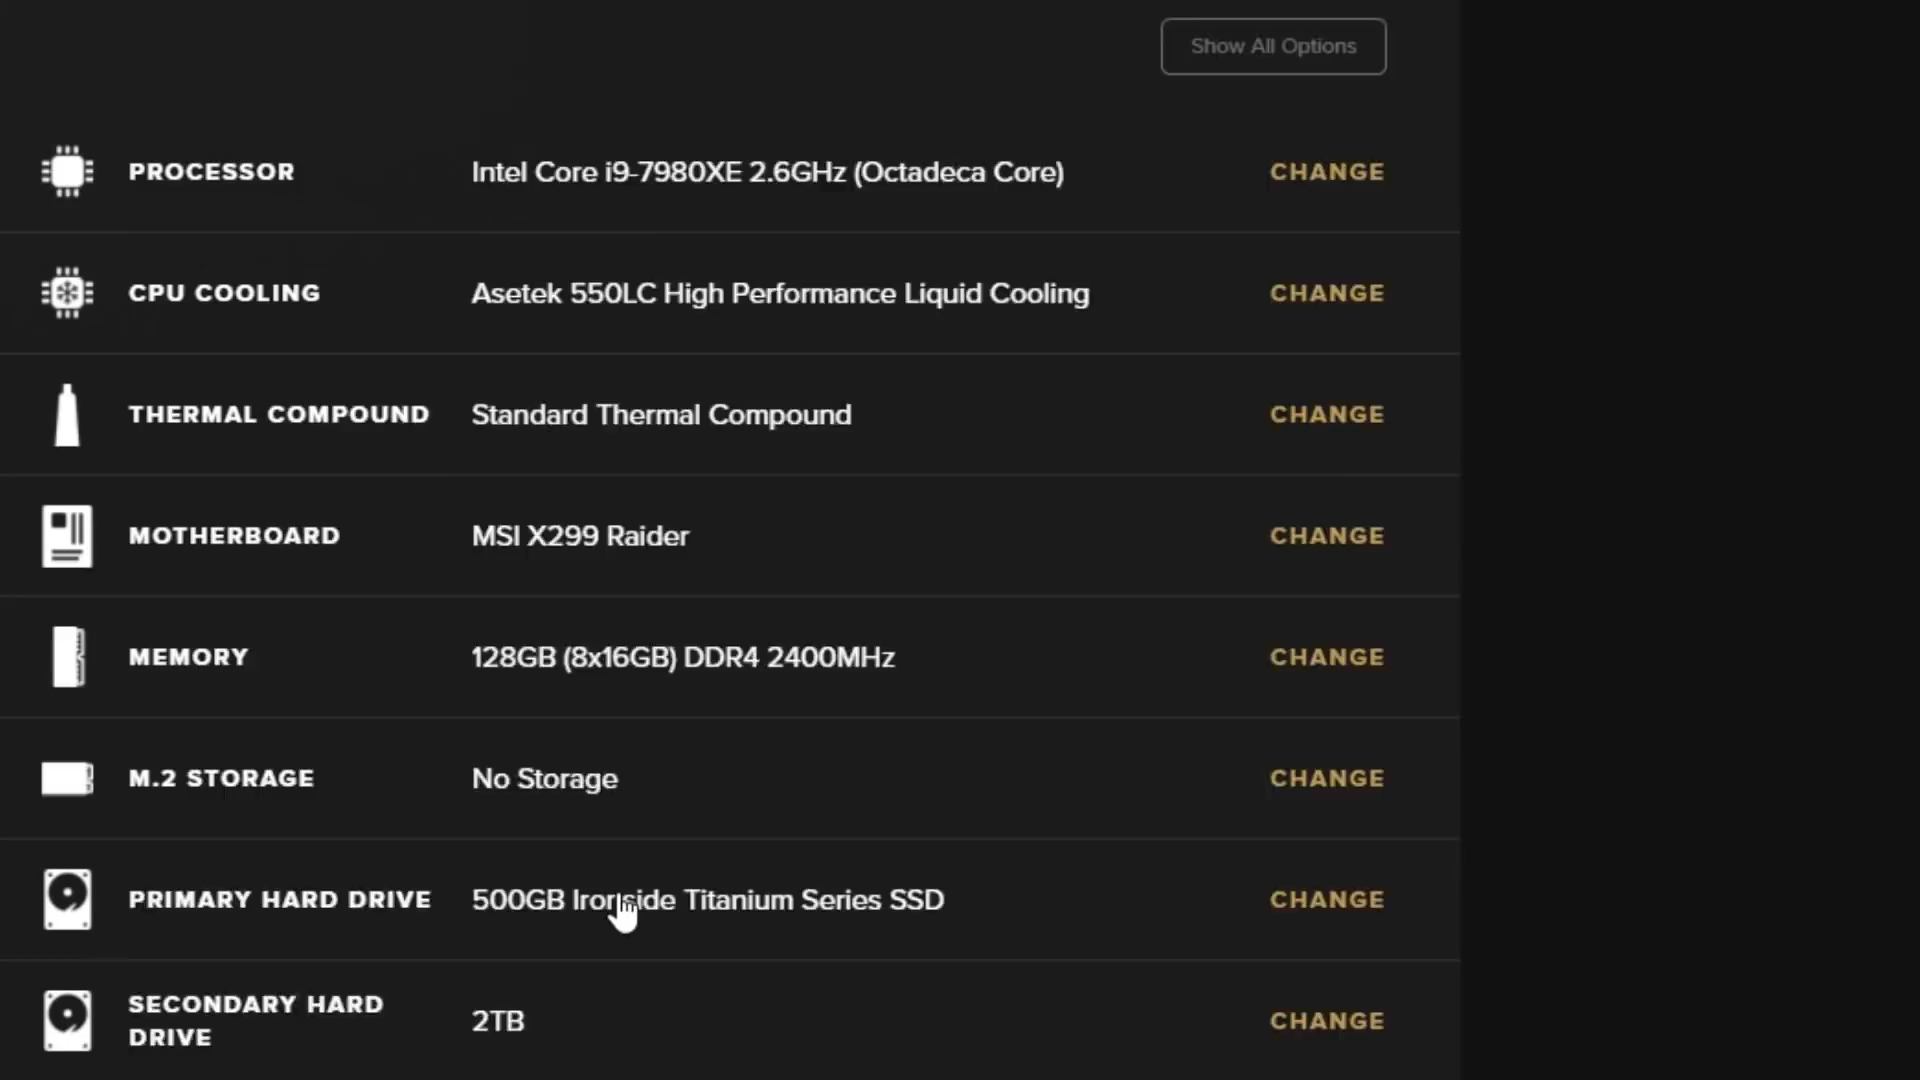 Show All Options
PROCESSOR Intel Core i9-7980XE 2.6GHz (Octadeca Core) CHANGE
CPU COOLING Asetek 550LC High Performance Liquid Cooling CHANGE
THERMAL COMPOUND Standard Thermal Compound CHANGE
MOTHERBOARD MSI X299 Raider CHANGE
MEMORY 128GB (8x16GB) DDR4 2400MHz CHANGE
M.2 STORAGE No Storage CHANGE
PRIMARY HARD DRIVE 500GB Ironside Titanium Series SSD CHANGE
SECONDARY HARD
DRIVE 2TB CHANGE